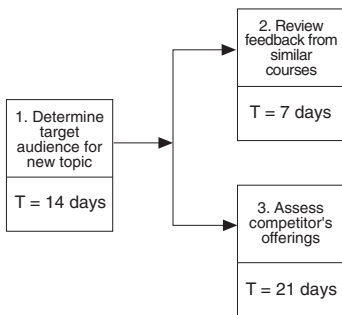 1. Determine
target
audience for
new topic
T = 14 days
2. Review
feedback from
similar
courses
T = 7 days
3. Assess
competitor's
offerings
T = 21 days